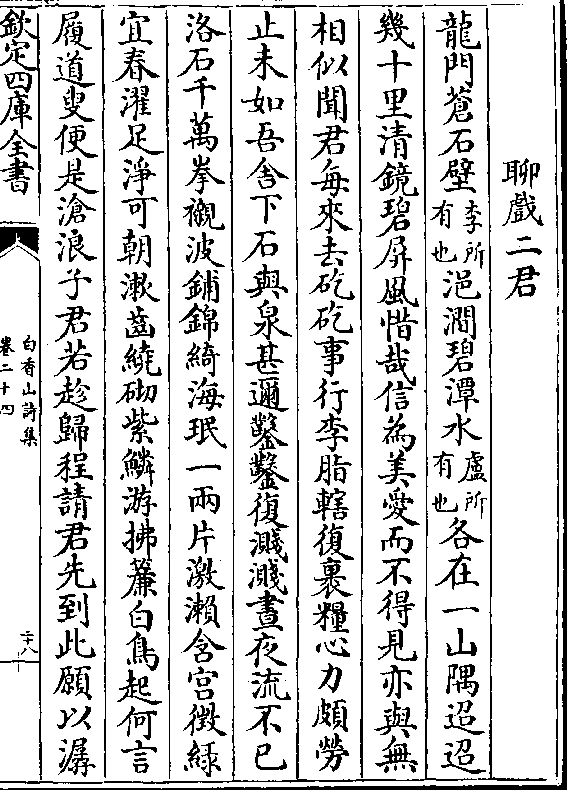 聊戲二君
龍門蒼石壁李所有也浥澗碧潭水盧所有也各在一山隅迢迢
幾十里清鏡碧屏風惜哉信為美愛而不得見亦與無
相似聞君每來去矻矻事行李脂轄復裹糧心力頗勞
止未如吾舍下石與泉甚邇鑿鑿復濺濺晝夜流不已
洛石千萬拳襯波鋪錦綺海珉一兩片激瀨含宫徴緑
宜春濯足淨可朝漱齒繞砌紫鱗游拂簾白鳥起何言
履道叟便是滄浪子君若趁歸程請君先到此願以潺
欽定四庫全書
白香山詩集
卷二十四
十八